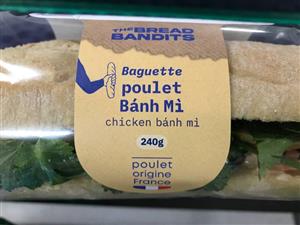 THE BREAD
BANDITS
Baguette
poulet
Bánh Mì
chicken bánh mì
240g
poulet
origine
France